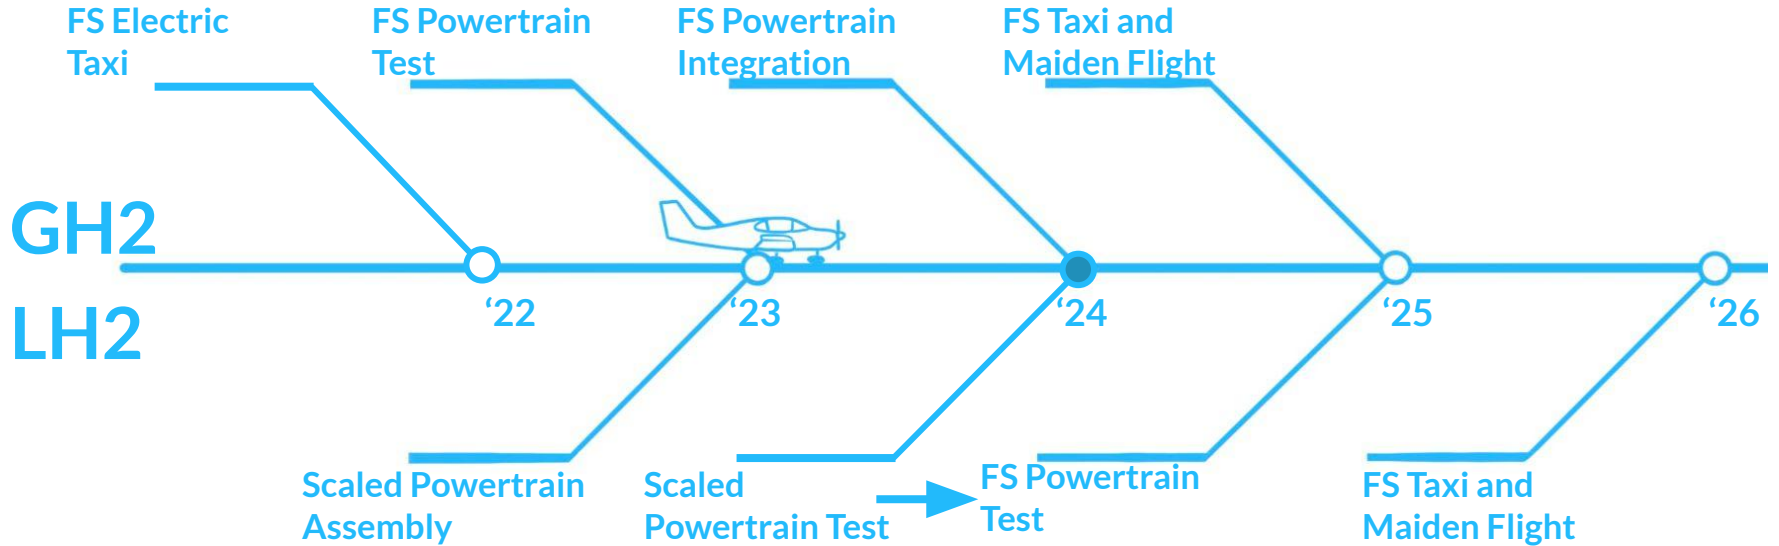 FS Electric
Taxi
FS Powertrain
Test
FS Powertrain
Integration
FS Taxi and
Maiden Flight
GH2
LH2
‘22
‘23
‘24
‘25
‘26
Scaled Powertrain
Assembly
Scaled
Powertrain Test
FS Powertrain
Test
FS Taxi and
Maiden Flight